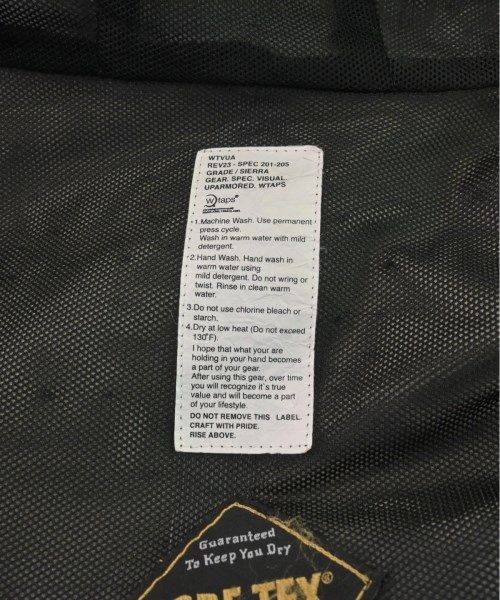 WTVUA
REV23 - SPEC 201-205
GRADE / SIERRA
GEAR. SPEC. VISUAL
UPARMORED. WTAPS
W)taps®
1.Machine Wash. Use permanent
press cycle.
Wash in warm water with mild
detergent.
2.Hand Wash. Hand wash in
warm water using
mild detergent. Do not wring or
twist. Rinse in clean warm
water.
3.Do not use chlorine bleach or
starch.
4.Dry at low heat (Do not exceed
130°F).
I hope that what your are
holding in your hand becomes
a part of your gear.
After using this gear, over time
you will recognize it`s true
value and will become a part
of your lifestyle.
DO NOT REMOVE THIS LABEL.
CRAFT WITH PRIDE.
RISE ABOVE.
Guaranteed
To Keep You Dry
GORE-TEX®